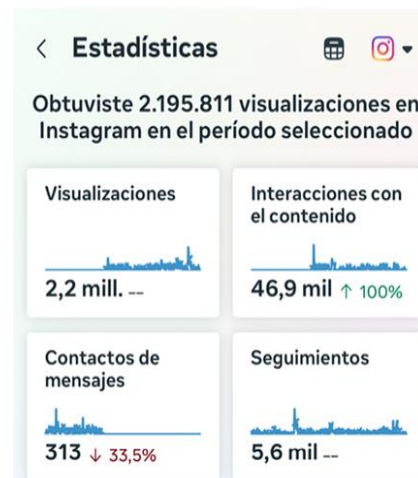 Estadísticas
Obtuviste 2.195.811 visualizaciones en
Instagram en el período seleccionado
Visualizaciones
2,2 mill. --
Interacciones con
el contenido
46,9 mil ↑ 100%
Contactos de
mensajes
313 ↓ 33,5%
Seguimientos
5,6 mil --